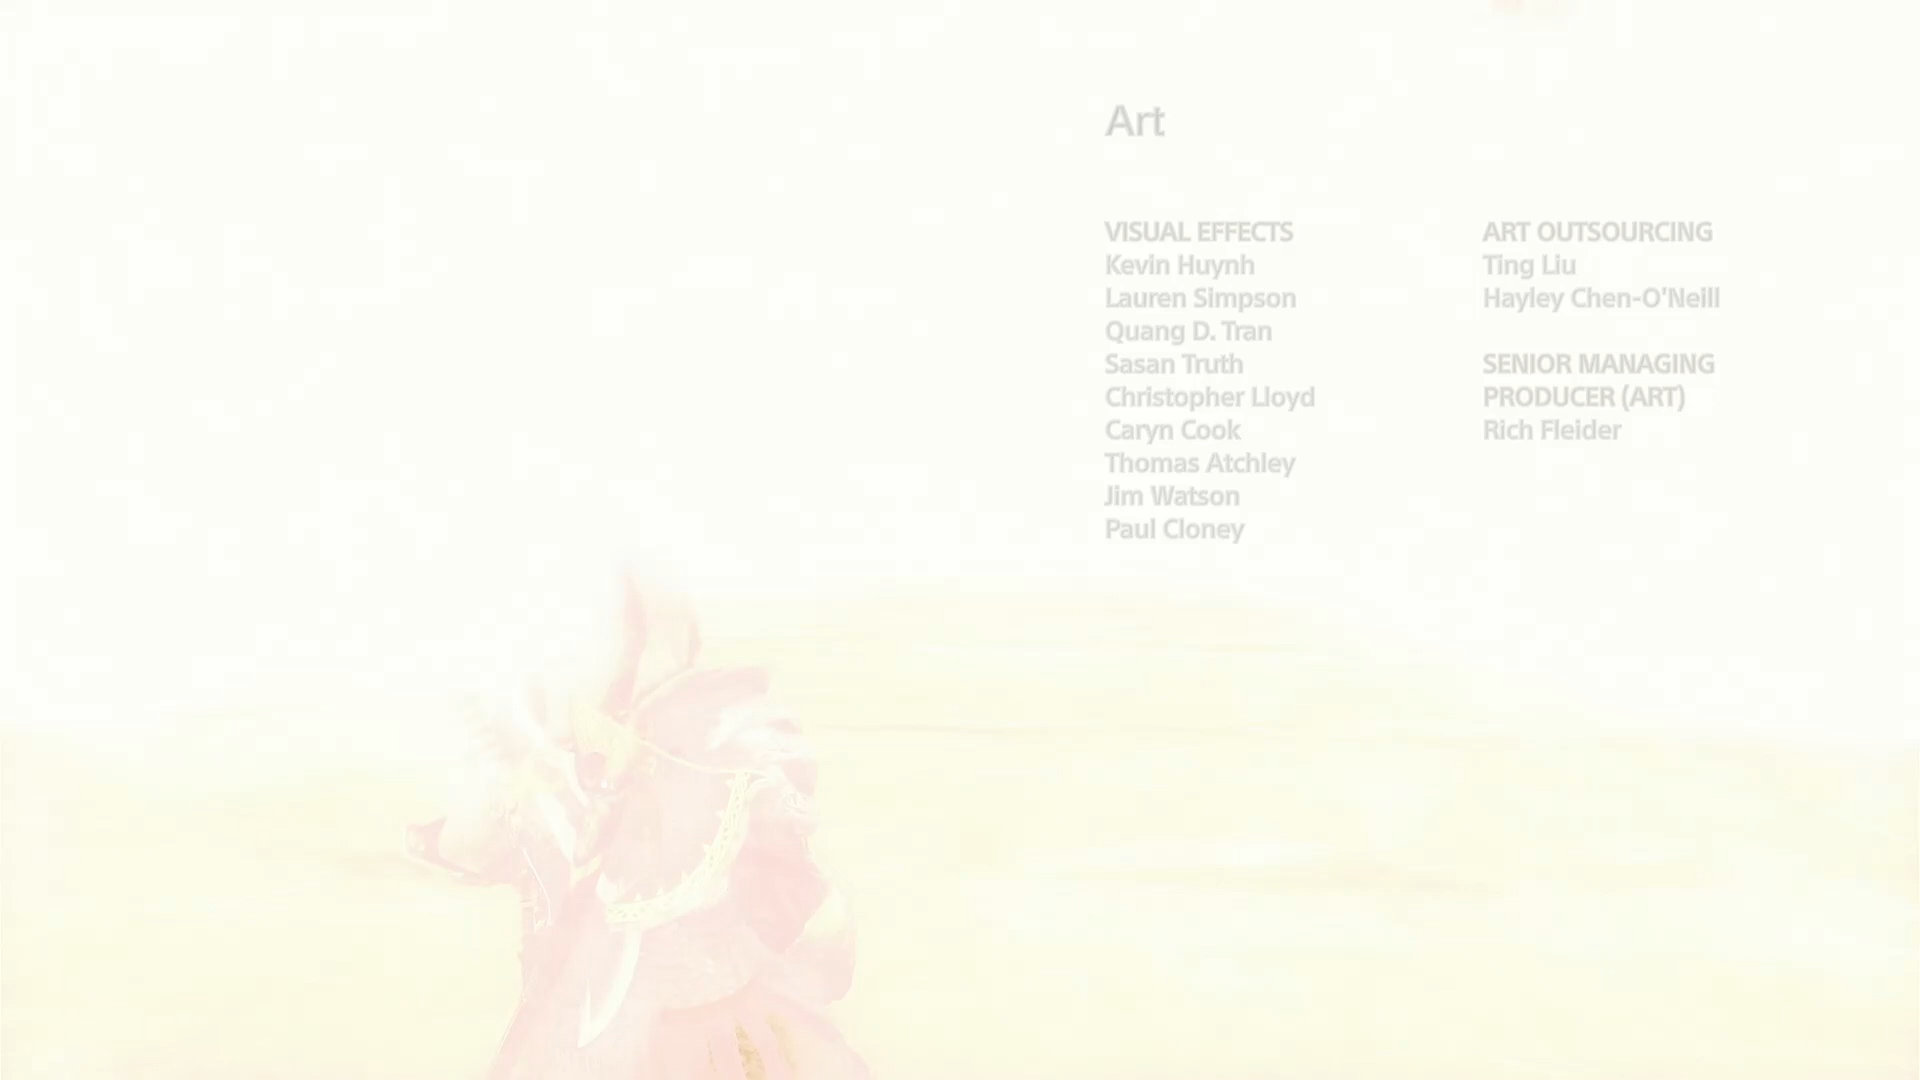 Art
VISUAL EFFECTS
Kevin Huynh
Lauren Simpson
Quang D. Tran
Sasan Truth
Christopher Lloyd
Caryn Cook
Thomas Atchley
Jim Watson
Paul Cloney
ART OUTSOURCING
Ting Liu
Hayley Chen-O'Neill
SENIOR MANAGING
PRODUCER (ART)
Rich Fleider